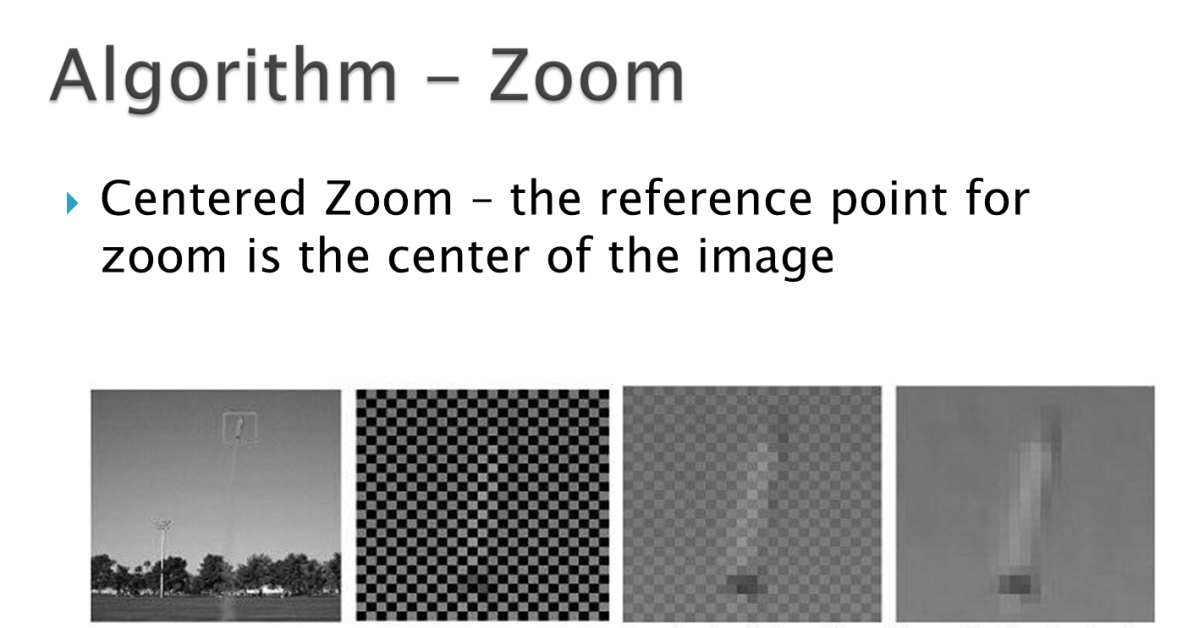 Algorithm – Zoom
Centered Zoom – the reference point for
zoom is the center of the image